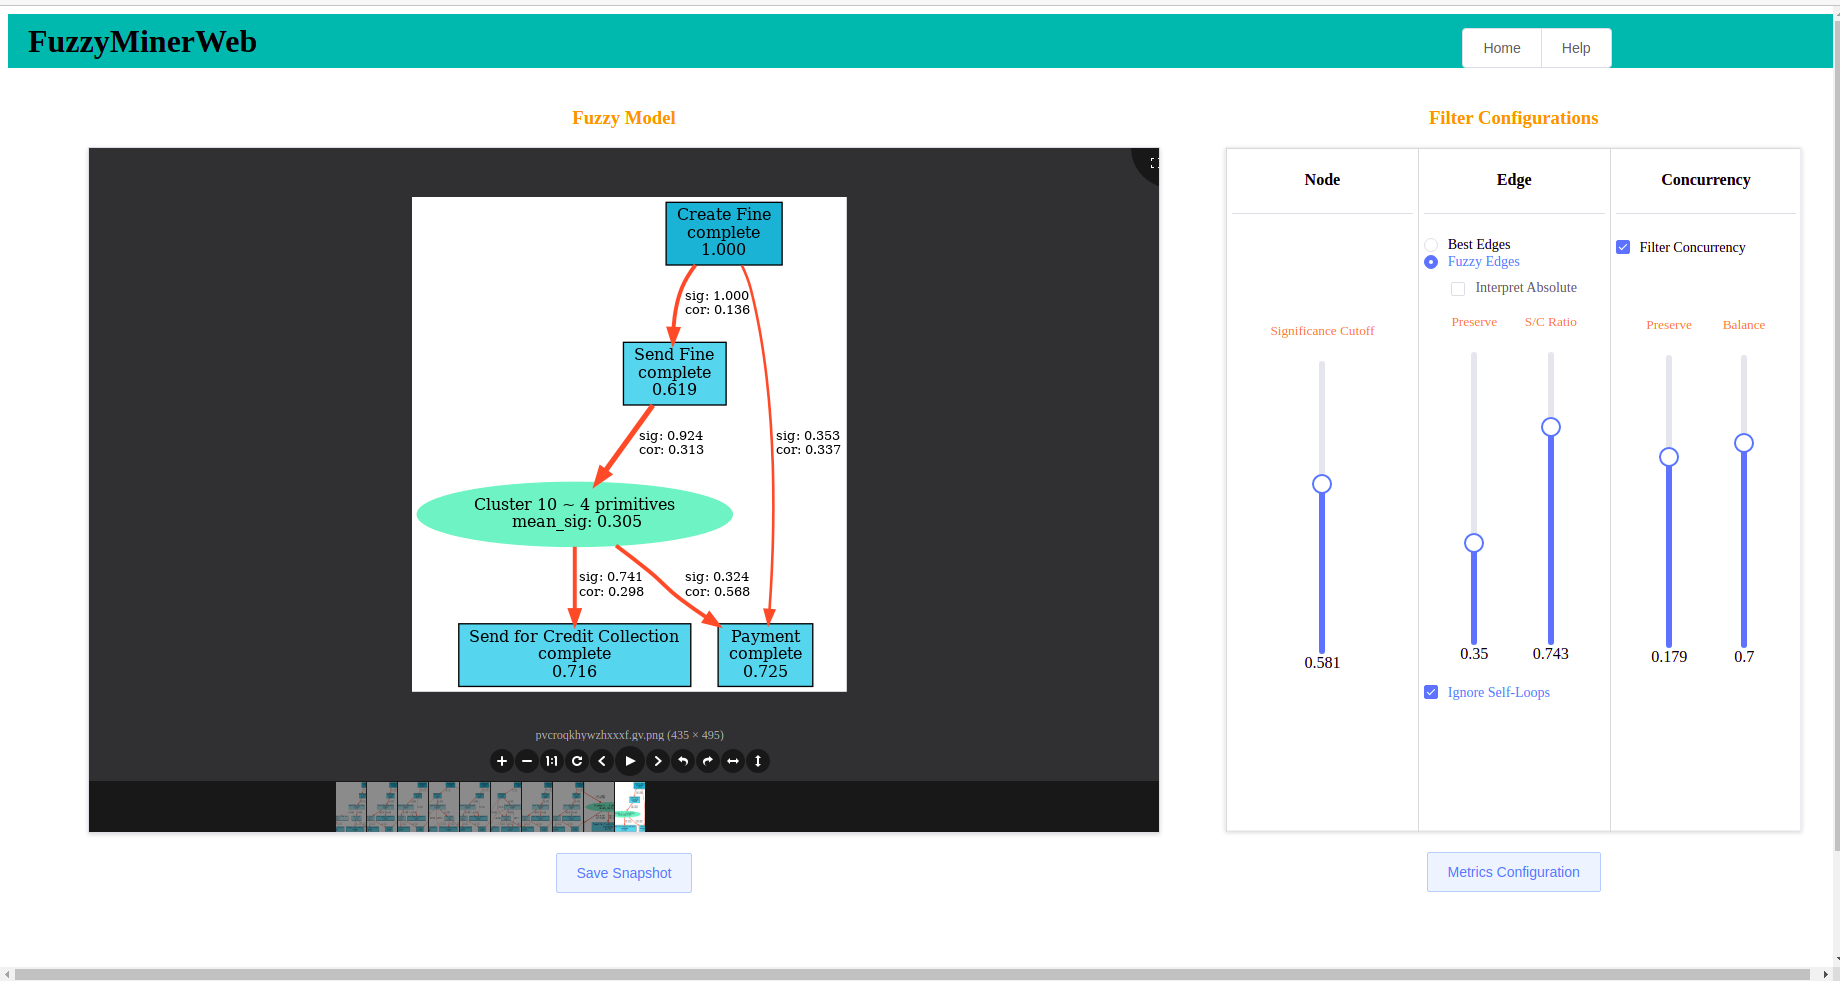 FuzzyMinerWeb
Home
Help
Fuzzy Model
Filter Configurations
Create Fine
complete
1.000
sig: 1.000
cor: 0.136
Send Fine
complete
0.619
sig: 0.924
cor: 0.313
sig: 0.353
cor: 0.337
Cluster 10 ~ 4 primitives
mean_sig: 0.305
sig: 0.741
cor: 0.298
sig: 0.324
cor: 0.568
Send for Credit Collection
complete
0.716
Payment
complete
0.725
pvcroqkhywzhxxxf.gv.png (435 × 495)
1:1
Save Snapshot
Node
Significance Cutoff
0.581
Edge
Best Edges
Fuzzy Edges
Interpret Absolute
Preserve
S/C Ratio
0.35
0.743
Ignore Self-Loops
Concurrency
Filter Concurrency
Preserve
Balance
0.179
0.7
Metrics Configuration